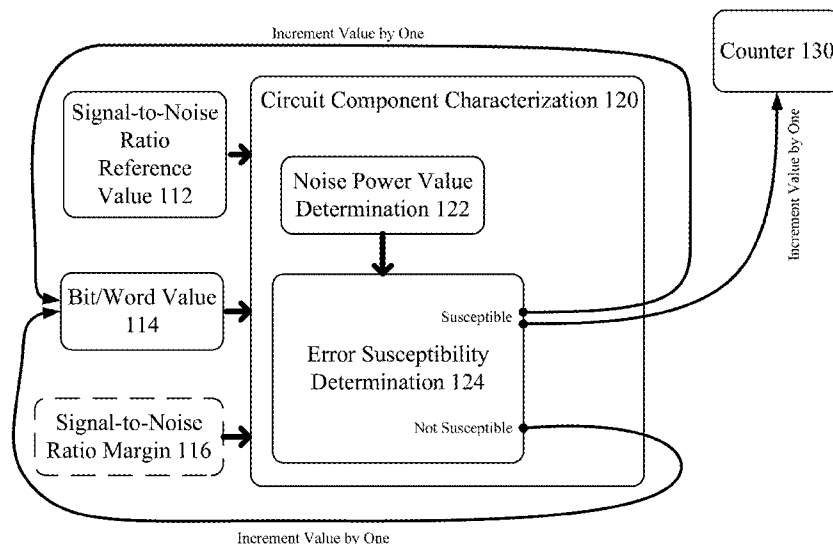 Increment Value by One
Counter 130
Increment Value by One
Circuit Component Characterization 120
Signal-to-Noise
Ratio
Reference
Value 112
Noise Power Value
Determination 122
Bit/Word Value
114
Susceptible
Error Susceptibility
Determination 124
Signal-to-Noise
Ratio Margin 116
Not Susceptible
Increment Value by One